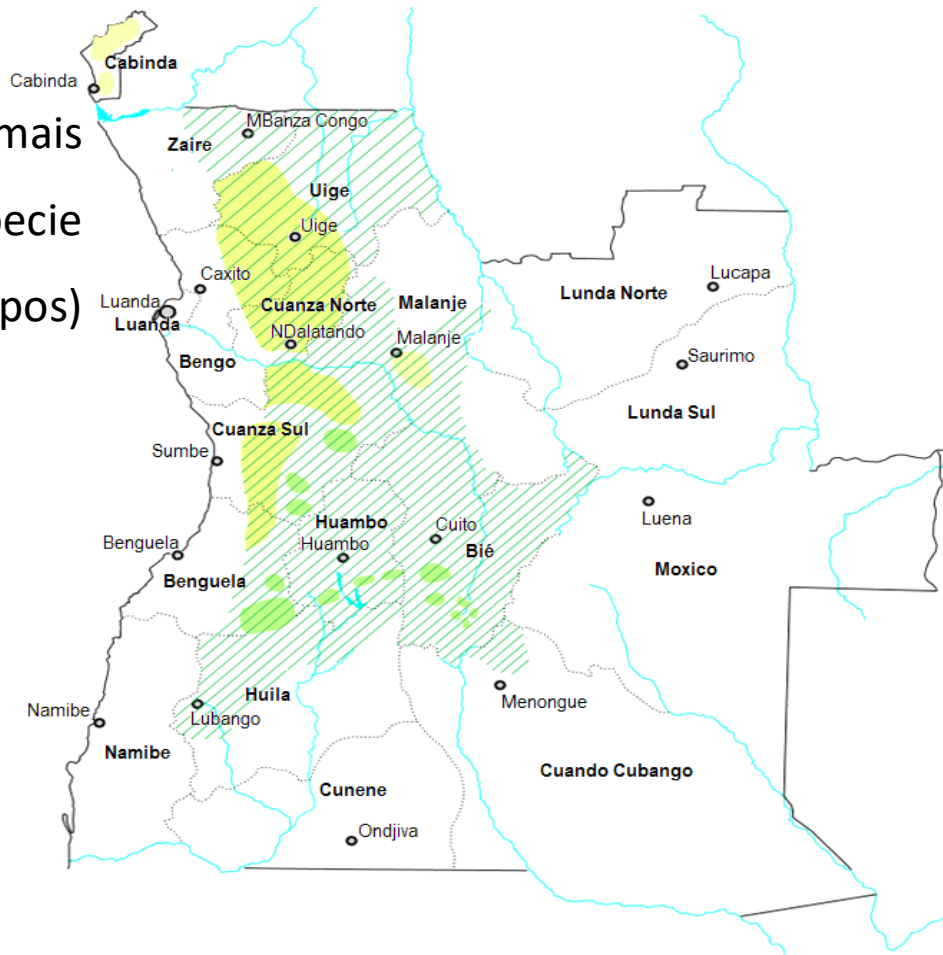 mais
pecie
pos)
Cabinda
Cabinda
MBanza Congo
Zaire
Uige
Uige
Caxito
Lucapa
Lunda Norte
Luanda
Luanda
Cuanza Norte
Malanje
NDalatando
Malanje
Saurimo
Bengo
Lunda Sul
Cuanza Sul
Sumbe
Luena
Huambo
Cuito
Benguela
Huambo
Bié
Moxico
Benguela
Huila
Menongue
Namibe
Lubango
Namibe
Cuando Cubango
Cunene
Ondjiva